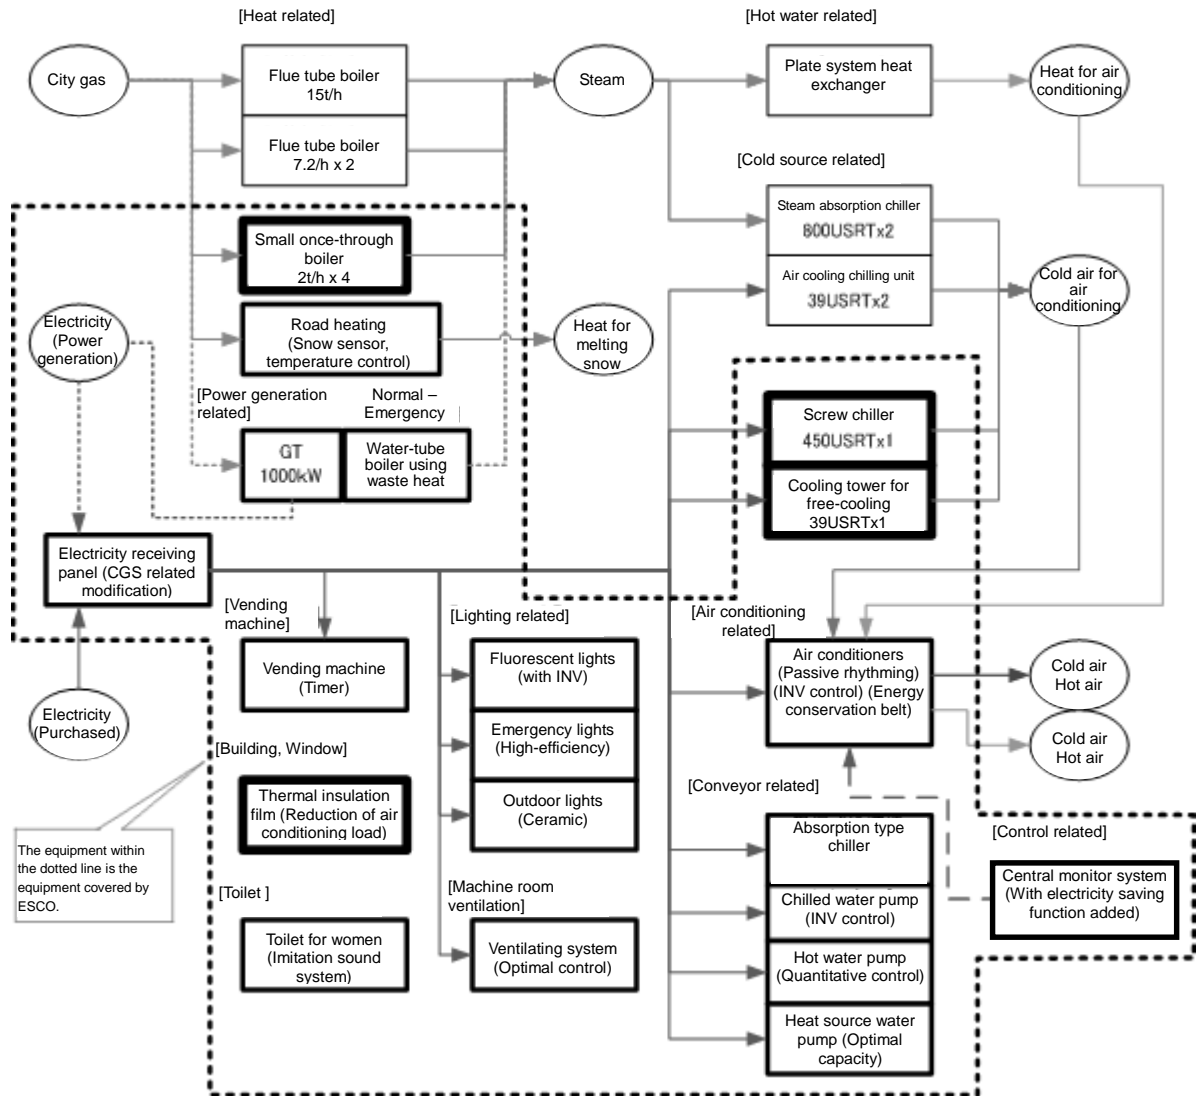 [Heat related]
[Hot water related]
City gas
Flue tube boiler
15t/h
Steam
Plate system heat
exchanger
Heat for air
conditioning
Flue tube boiler
7.2/h x 2
[Cold source related]
Steam absorption chiller
800USRTx2
Small once-through
boiler
2t/h x 4
Air cooling chilling unit
39USRTx2
Cold air for
air
conditioning
Electricity
(Power
generation)
Road heating
(Snow sensor,
temperature control)
Heat for
melting
snow
[Power generation
related]
Normal –
Emergency
GT
1000kW
Water-tube
boiler using
waste heat
Screw chiller
450USRTx1
Cooling tower for
free-cooling
39USRTx1
Electricity receiving
panel (CGS related
modification)
[Vending
machine]
[Lighting related]
[Air conditioning
related]
Vending machine
(Timer)
Fluorescent lights
(with INV)
Air conditioners
(Passive rhythming)
(INV control) (Energy
conservation belt)
Cold air
Hot air
Electricity
(Purchased)
Emergency lights
(High-efficiency)
Cold air
Hot air
[Building, Window]
[Conveyor related]
Thermal insulation
film (Reduction of air
conditioning load)
Outdoor lights
(Ceramic)
Absorption type
chiller
[Control related]
The equipment within
the dotted line is the
equipment covered by
ESCO.
[Toilet ]
[Machine room
ventilation]
Chilled water pump
(INV control)
Central monitor system
(With electricity saving
function added)
Toilet for women
(Imitation sound
system)
Ventilating system
(Optimal control)
Hot water pump
(Quantitative control)
Heat source water
pump (Optimal
capacity)